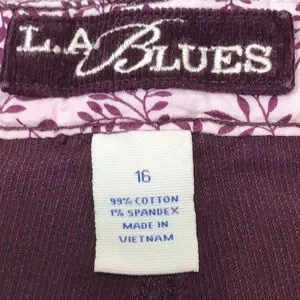 L.A. BLUES
16
99% COTTON
1% SPANDEX
MADE IN
VIETNAM